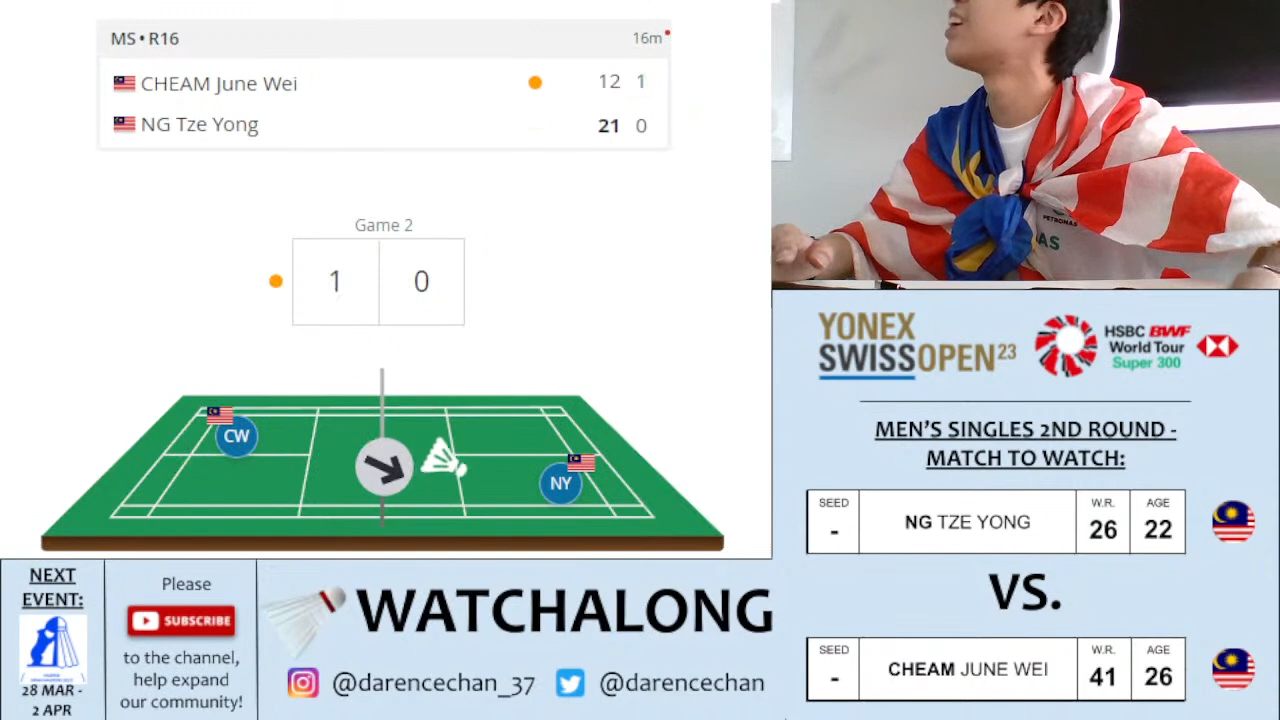 MS • R16
16m
CHEAM June Wei
12 1
NG Tze Yong
21 0
Game 2
1 0
CW
NY
PETRONAS
AS
YONEX
SWISSOPEN23
HSBC BWF
World Tour
Super 300
MEN'S SINGLES 2ND ROUND -
MATCH TO WATCH:
SEED
-
NG TZE YONG
W.R.
26
AGE
22
VS.
SEED
-
CHEAM JUNE WEI
W.R.
41
AGE
26
NEXT
EVENT:
28 MAR -
2 APR
Please
SUBSCRIBE
to the channel,
help expand
our community!
WATCHALONG
@darencechan_37
@darencechan